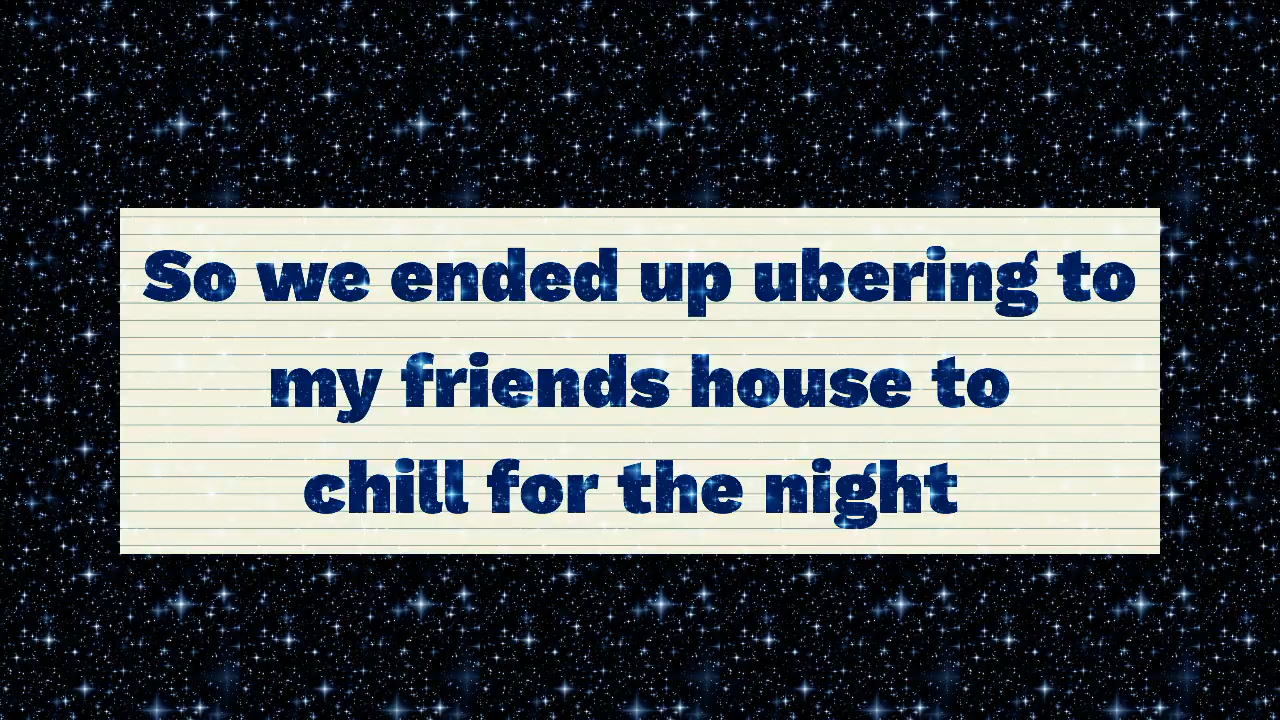 So we ended up ubering to
my friends house to
chill for the night